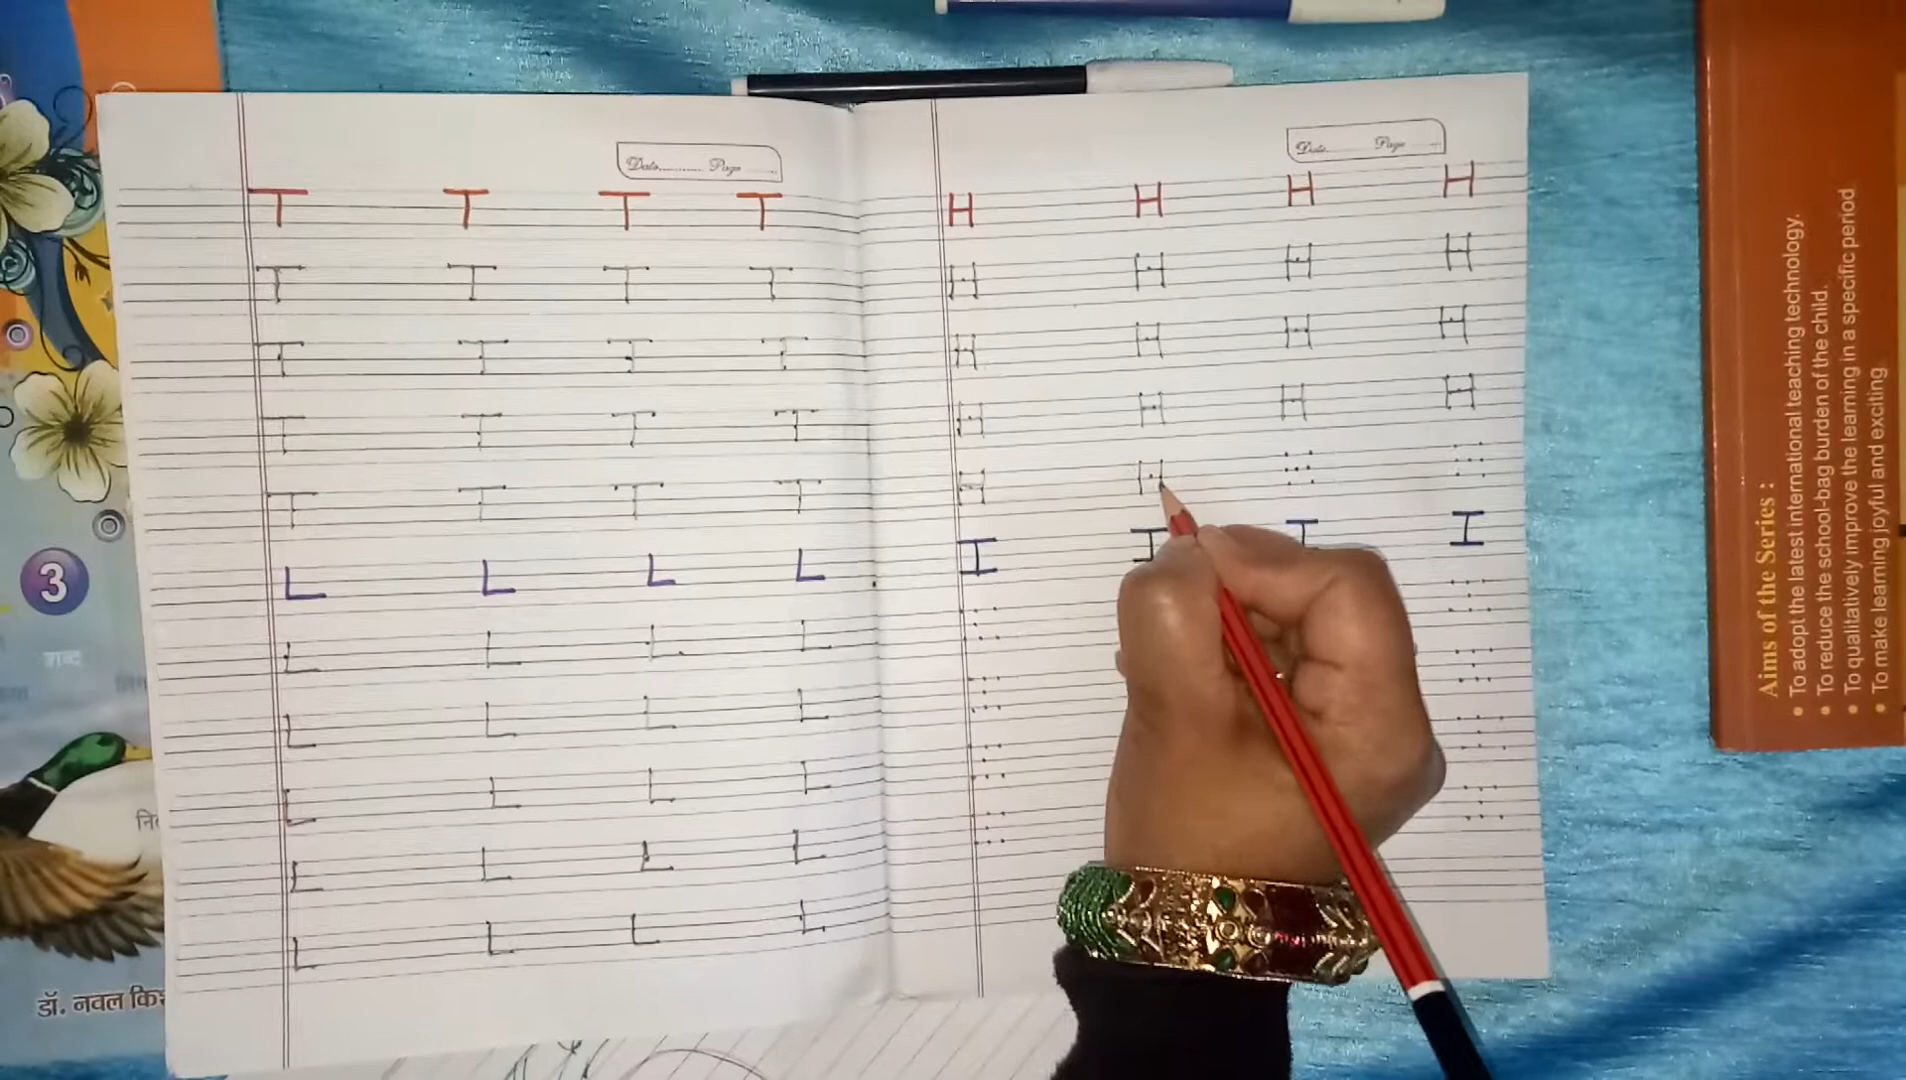 Date............ Page ........
T T T T
T T T T
T T T T
T T T T
T T T T
L L L L
L L L L
L L L L
L L L L
L L L L
L L L L
Date............ Page ........
H H H H
H H H H
H H H H
H H H H
H H
I I I I
3
शब्द
डॉ. नवल
Aims of the Series :
• To adopt the latest international teaching technology.
• To reduce the school-bag burden of the child.
• To qualitatively improve the learning in a specific period
• To make learning joyful and exciting